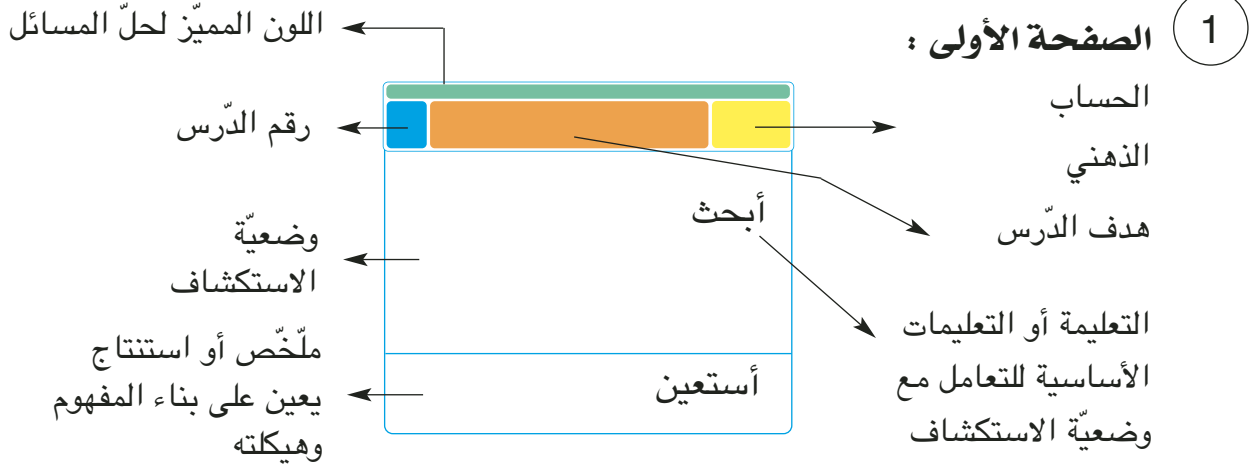 1
الصفحة الأولى :
الحساب
الذهني
هدف الدّرس
التعليمة أو التعليمات
الأساسية للتعامل مع
وضعيّة الاستكشاف
أبحث
أستعين
اللون المميّز لحلّ المسائل
رقم الدّرس
وضعيّة
الاستكشاف
ملّخّص أو استنتاج
يعين على بناء المفهوم
وهيكلته